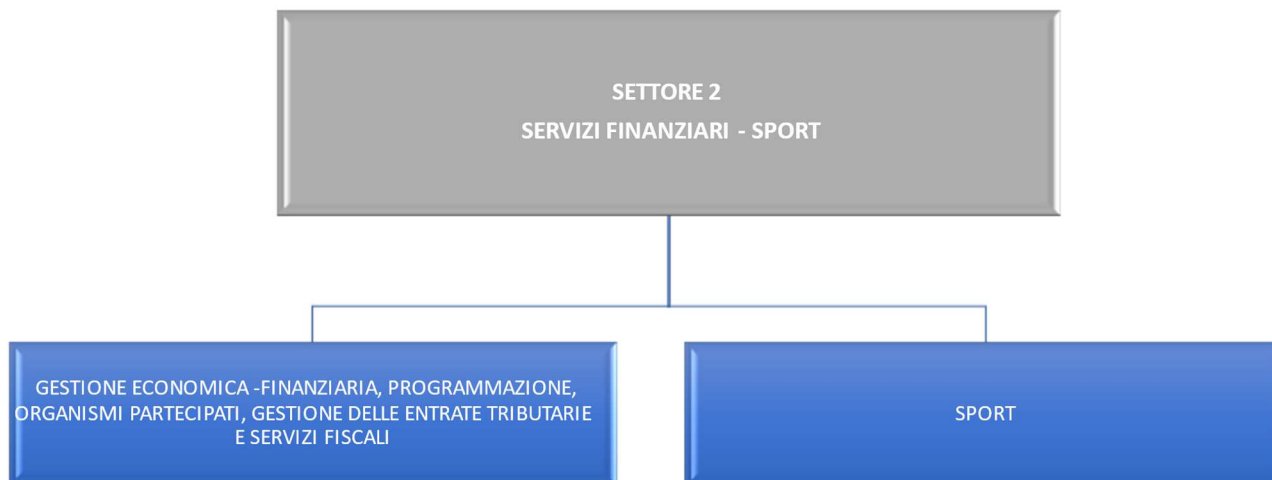 SETTORE 2
SERVIZI FINANZIARI - SPORT
GESTIONE ECONOMICA -FINANZIARIA, PROGRAMMAZIONE,
ORGANISMI PARTECIPATI, GESTIONE DELLE ENTRATE TRIBUTARIE
E SERVIZI FISCALI
SPORT